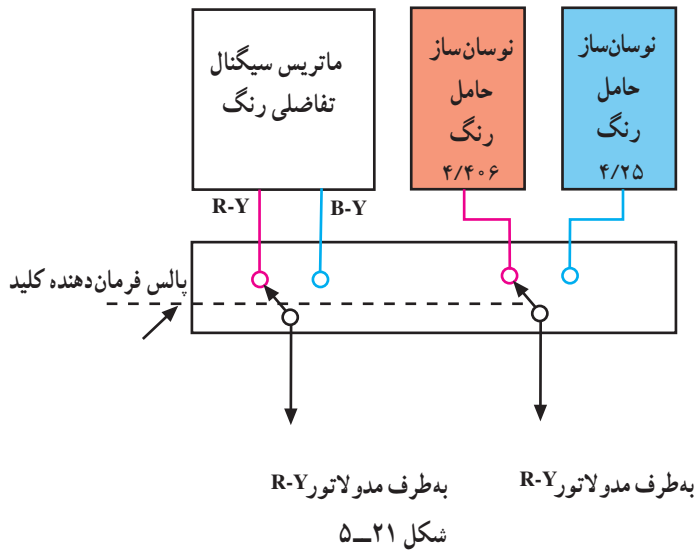 نوسان‌ساز
حامل
رنگ
۴/۲۵
نوسان‌ساز
حامل
رنگ
۴/۴۰۶
ماتریس سیگنال
تفاضلی رنگ
R-Y
B-Y
پالس فرمان‌دهنده کلید
به‌طرف مدولاتور R-Y
به‌طرف مدولاتور R-Y
شکل ۲۱ــ۵